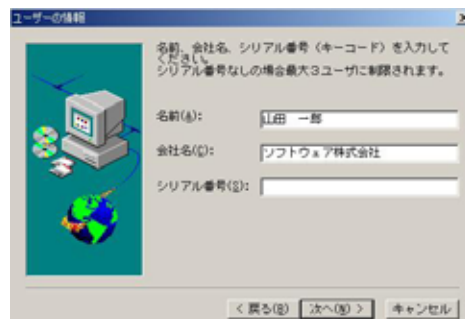 ユーザーの情報
名前、会社名、シリアル番号（キーコード）を入力して
ください。
シリアル番号なしの場合最大3ユーザに制限されます。
名前(A):
山田 一郎
会社名(C):
ソフトウェア株式会社
シリアル番号(S):
< 戻る(B)
次へ(N) >
キャンセル